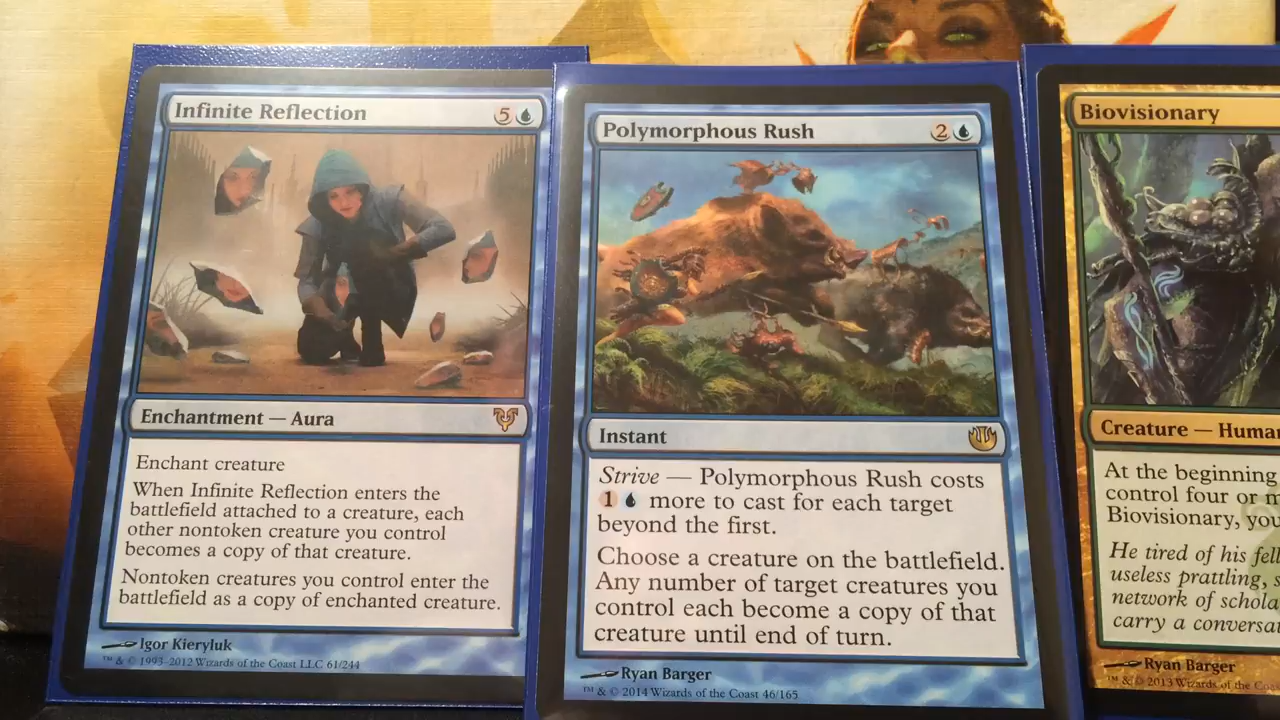 Infinite Reflection 5
Enchantment — Aura
Enchant creature
When Infinite Reflection enters the
battlefield attached to a creature, each
other nontoken creature you control
becomes a copy of that creature.
Nontoken creatures you control enter the
battlefield as a copy of enchanted creature.
Igor Kieryluk
™ & © 1993–2012 Wizards of the Coast LLC 61/244
Polymorphous Rush 2
Instant
Strive — Polymorphous Rush costs
1 more to cast for each target
beyond the first.
Choose a creature on the battlefield.
Any number of target creatures you
control each become a copy of that
creature until end of turn.
Ryan Barger
™ & © 2014 Wizards of the Coast 46/165
Biovisionary
Creature — Human
At the beginning
control four or
Biovisionary, you
He tired of his
useless prattling,
network of
carry a
Ryan Barger
™ & © 2013 Wizards of the